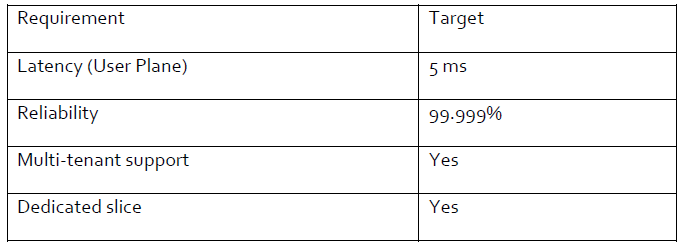 Requirement Target
Latency (User Plane) 5 ms
Reliability 99.999%
Multi-tenant support Yes
Dedicated slice Yes